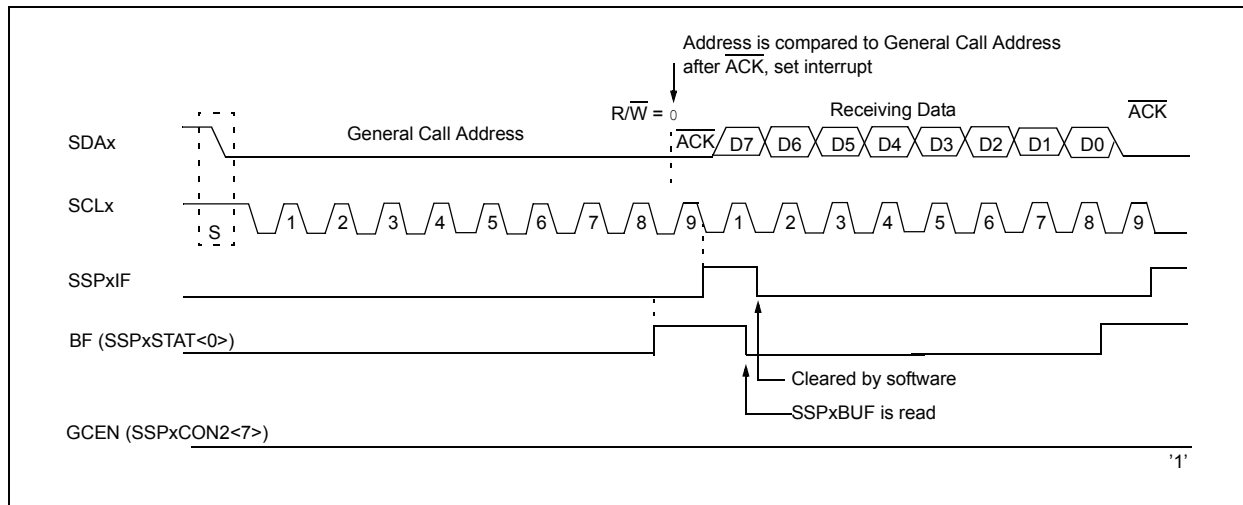 Address is compared to General Call Address
after ACK, set interrupt
R/W = 0
Receiving Data
ACK
General Call Address
SDAx
ACK
D7 D6 D5 D4 D3 D2 D1 D0
SCLx
S
1 2 3 4 5 6 7 8 9 1 2 3 4 5 6 7 8 9
SSPxIF
BF (SSPxSTAT<0>)
Cleared by software
SSPxBUF is read
GCEN (SSPxCON2<7>)
'1'